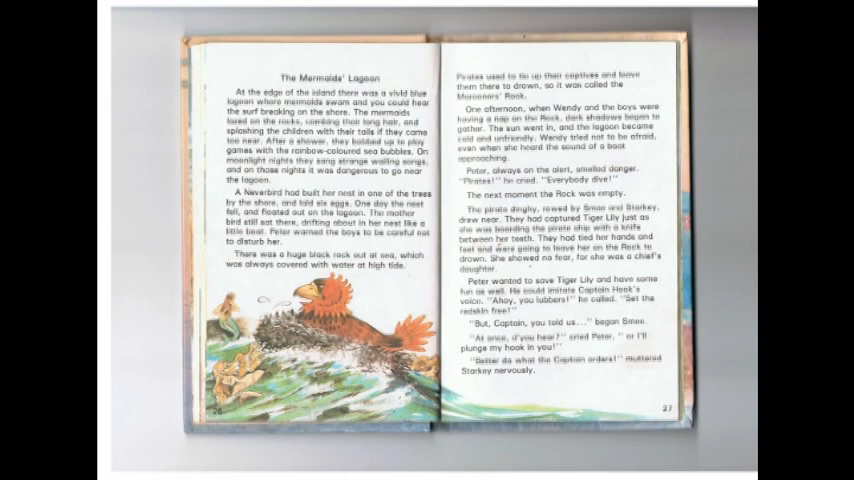 The Mermaids' Lagoon
At the edge of the island there was a vivid blue
lagoon where mermaids swam and you could hear
the surf breaking on the shore. The mermaids
lazed on the rocks, combing their long hair, and
splashing the children with their tails if they came
too near. After a shower, they bobbed up to play
games with the rainbow-coloured sea bubbles. On
moonlight nights they sang strange wailing songs,
and on those nights it was dangerous to go near
the lagoon.
A Neverbird had built her nest in one of the trees
by the shore, and laid six eggs. One day the nest
fell, and floated out on the lagoon. The mother
bird still sat there, drifting about in her nest like a
little boat. Peter warned the boys to be careful not
to disturb her.
There was a huge black rock out at sea, which
was always covered with water at high tide.
26
Pirates used to tie up their captives and leave
them there to drown, so it was called the
Marooners' Rock.
One afternoon, when Wendy and the boys were
having a nap on the Rock, dark shadows began to
gather. The sun went in, and the lagoon became
cold and unfriendly. Wendy tried not to be afraid,
even when she heard the sound of a boat
approaching.
Peter, always on the alert, smelled danger.
"Pirates!" he cried. "Everybody dive!"
The next moment the Rock was empty.
The pirate dinghy, rowed by Smee and Starkey,
drew near. They had captured Tiger Lily just as
she was boarding the pirate ship with a knife
between her teeth. They had tied her hands and
feet and were going to leave her on the Rock to
drown. She showed no fear, for she was a chief's
daughter.
Peter wanted to save Tiger Lily and have some
fun as well. He could imitate Captain Hook's
voice. "Ahoy, you lubbers!" he called. "Set the
redskin free!"
"But, Captain, you told us..." began Smee.
"At once, d'you hear?" cried Peter, " or I'll
plunge my hook in you!"
"Better do what the Captain orders!" muttered
Starkey nervously.
27